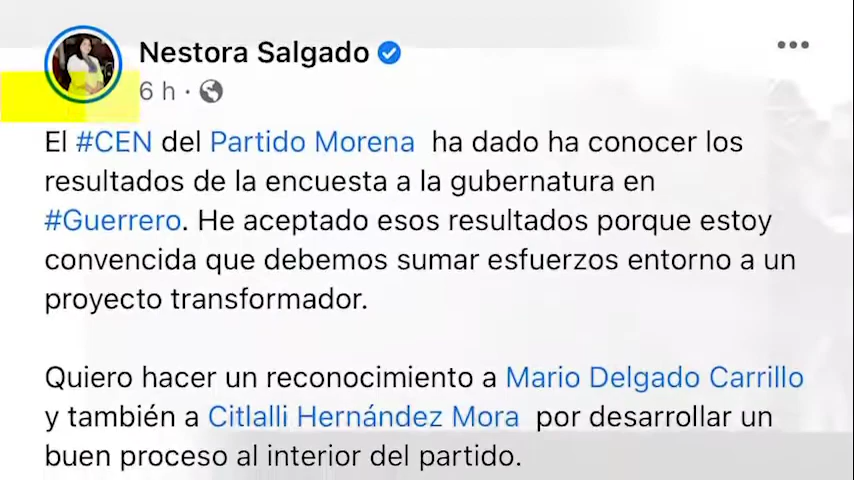 Nestora Salgado
6 h ·
El #CEN del Partido Morena ha dado ha conocer los
resultados de la encuesta a la gubernatura en
#Guerrero. He aceptado esos resultados porque estoy
convencida que debemos sumar esfuerzos entorno a un
proyecto transformador.
Quiero hacer un reconocimiento a Mario Delgado Carrillo
y también a Citlalli Hernández Mora por desarrollar un
buen proceso al interior del partido.